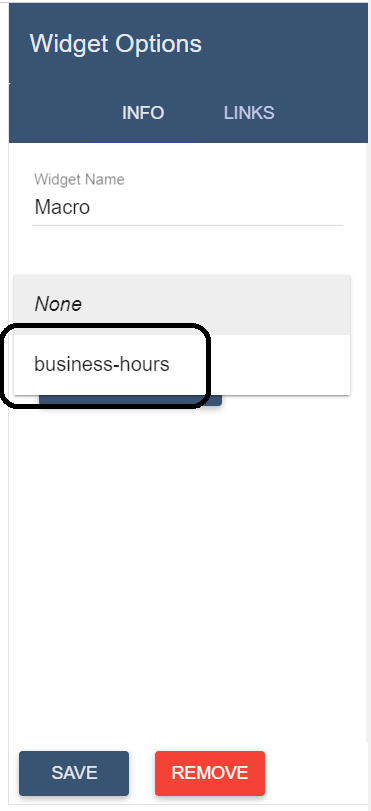 Widget Options
INFO LINKS
Widget Name
Macro
None
business-hours
SAVE REMOVE